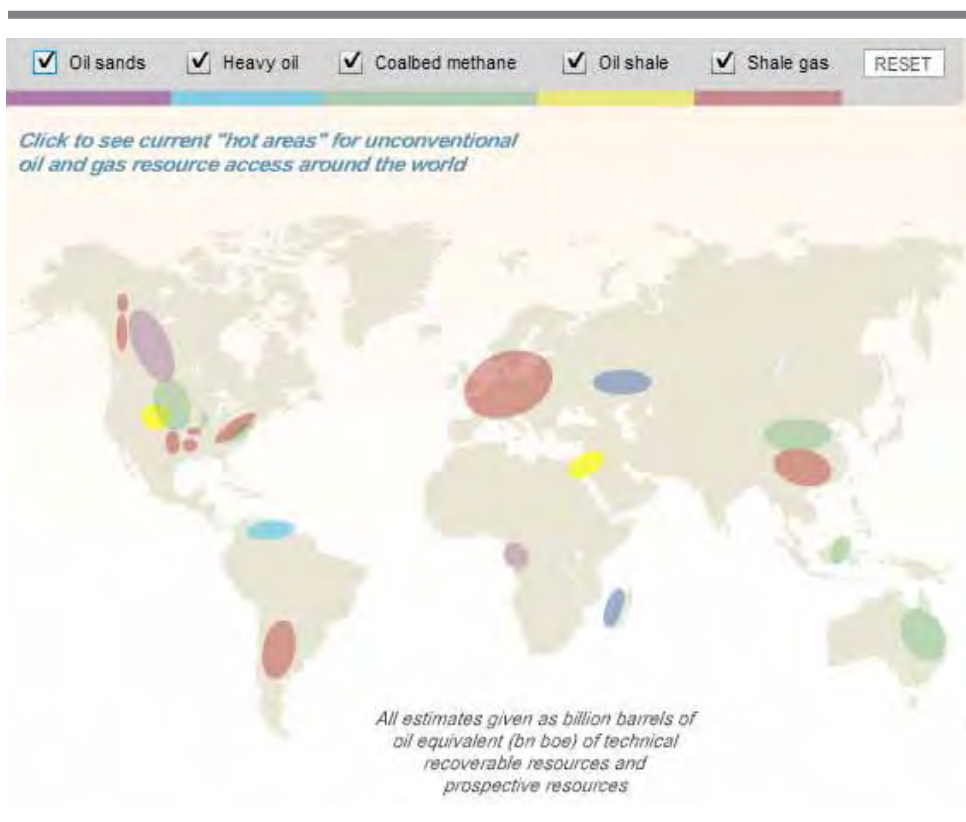 Oil sands Heavy oil Coalbed methane Oil shale Shale gas RESET
Click to see current "hot areas" for unconventional
oil and gas resource access around the world
All estimates given as billion barrels of
oil equivalent (bn boe) of technical
recoverable resources and
prospective resources